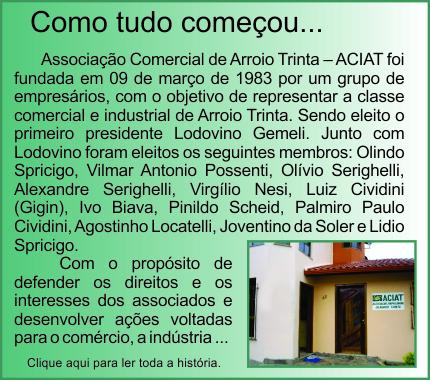 Como tudo começou...
Associação Comercial de Arroio Trinta – ACIAT foi
fundada em 09 de março de 1983 por um grupo de
empresários, com o objetivo de representar a classe
comercial e industrial de Arroio Trinta. Sendo eleito o
primeiro presidente Lodovino Gemeli. Junto com
Lodovino foram eleitos os seguintes membros: Olindo
Spricigo, Vilmar Antonio Possenti, Olívio Serighelli,
Alexandre Serighelli, Virgílio Nesi, Luiz Cividini
(Gigin), Ivo Biava, Pinildo Scheid, Palmiro Paulo
Cividini, Agostinho Locatelli, Joventino da Soler e Lidio
Spricigo.
Com o propósito de
defender os direitos e os
interesses dos associados e
desenvolver ações voltadas
para o comércio, a indústria ...
Clique aqui para ler toda a história.
ACIAT